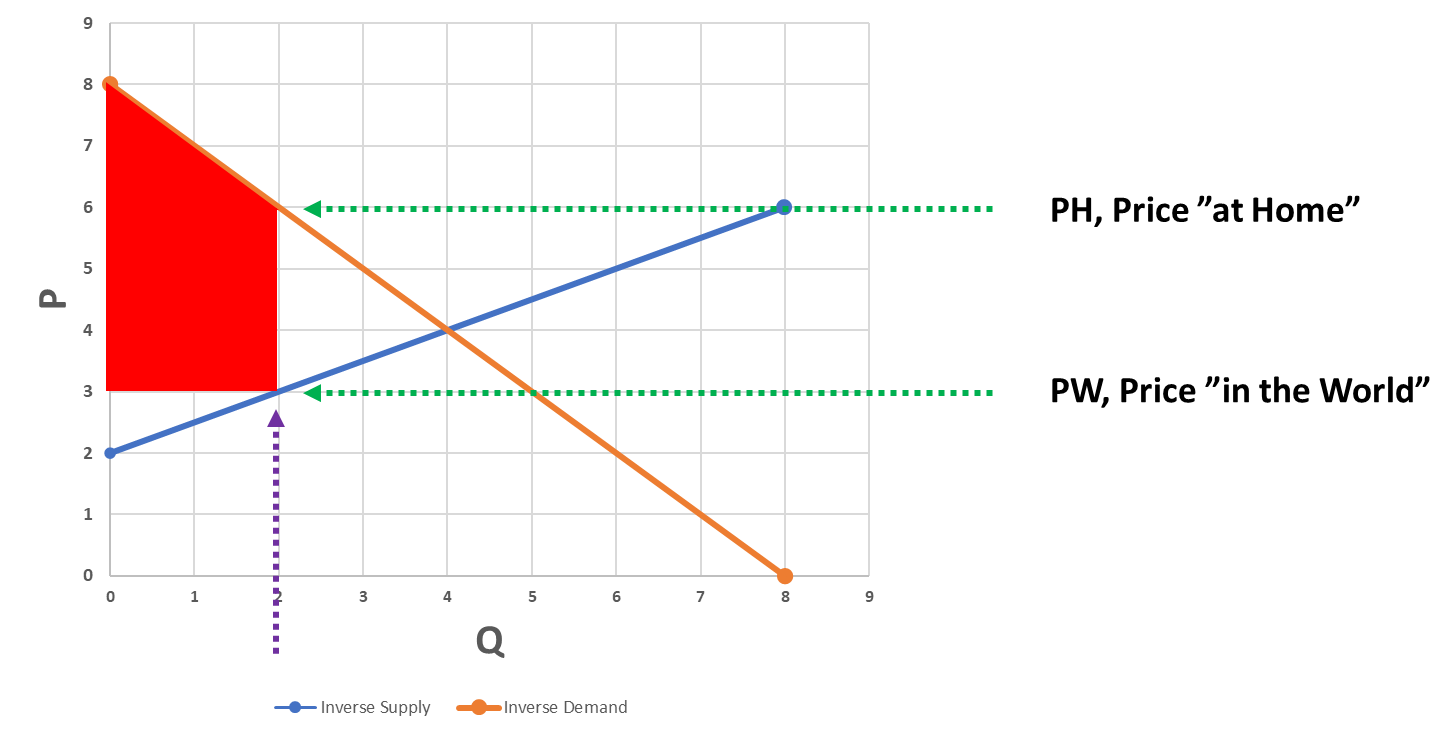 9
8
7
6
5
4
3
2
1
0
P
0 1 2 3 4 5 6 7 8 9
Q
PH, Price ”at Home”
PW, Price ”in the World”
Inverse Supply Inverse Demand